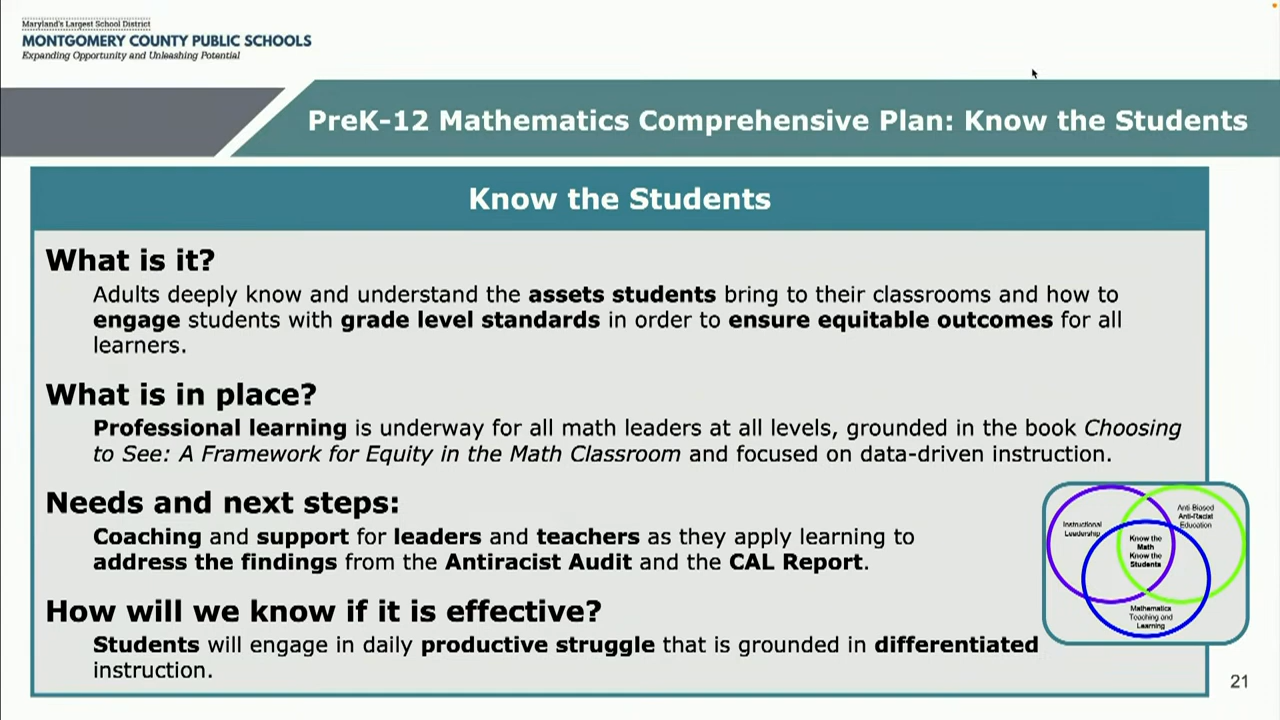 Maryland's Largest School District
MONTGOMERY COUNTY PUBLIC SCHOOLS
Expanding Opportunity and Unleashing Potential
PreK-12 Mathematics Comprehensive Plan: Know the Students
Know the Students
What is it?
Adults deeply know and understand the assets students bring to their classrooms and how to
engage students with grade level standards in order to ensure equitable outcomes for all
learners.
What is in place?
Professional learning is underway for all math leaders at all levels, grounded in the book Choosing
to See: A Framework for Equity in the Math Classroom and focused on data-driven instruction.
Needs and next steps:
Coaching and support for leaders and teachers as they apply learning to
address the findings from the Antiracist Audit and the CAL Report.
How will we know if it is effective?
Students will engage in daily productive struggle that is grounded in differentiated
instruction.
Instructional
Leadership
Anti-Biased
Anti-Racist
Education
Know the
Math
Know the
Students
Mathematics
Teaching and
Learning
21